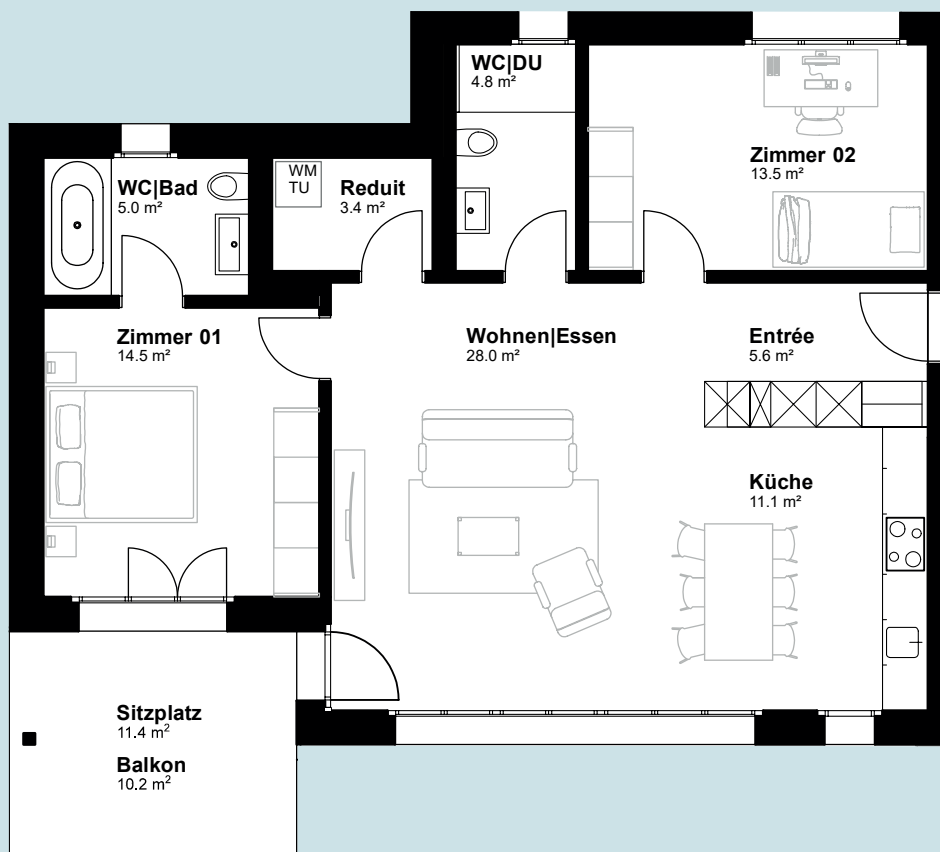 WC|DU
4.8 m²
Zimmer 02
13.5 m²
WC|Bad
5.0 m²
WM
TU
Reduit
3.4 m²
Zimmer 01
14.5 m²
Wohnen|Essen
28.0 m²
Entrée
5.6 m²
Küche
11.1 m²
Sitzplatz
11.4 m²
Balkon
10.2 m²